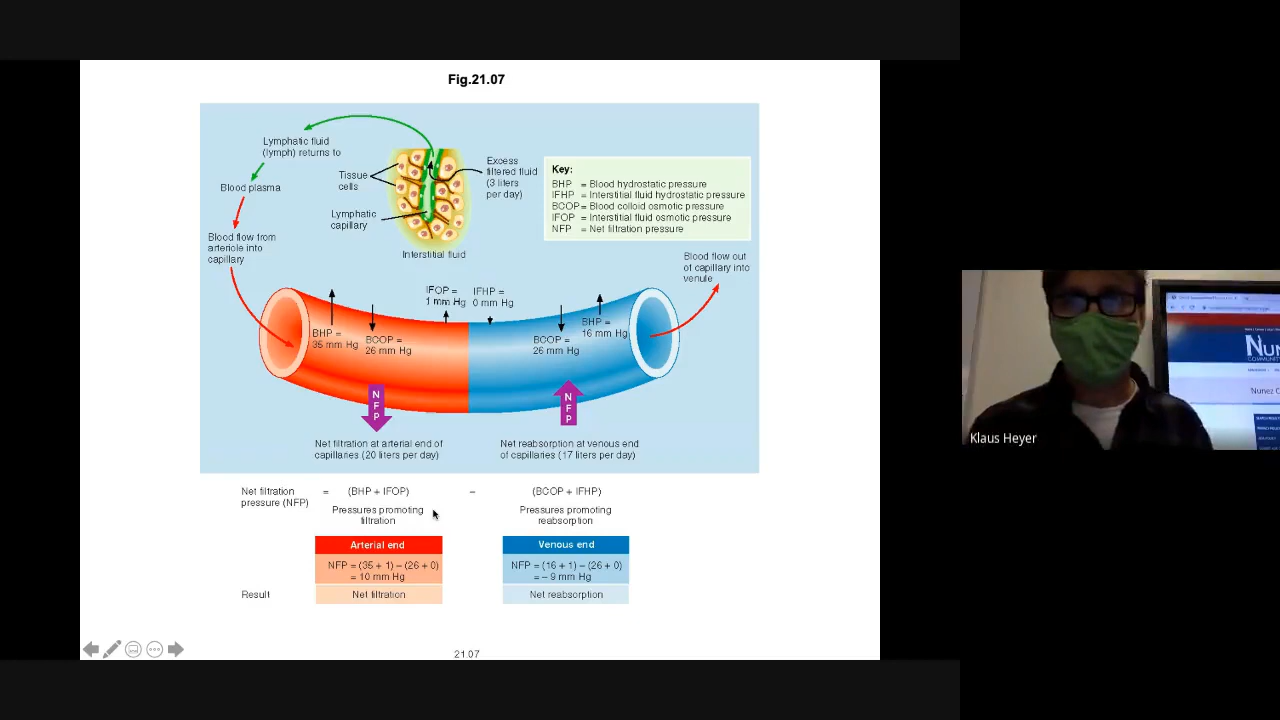 Fig.21.07
Lymphatic fluid
(lymph) returns to
Blood plasma
Blood flow from
arteriole into
capillary
Tissue
cells
Lymphatic
capillary
Excess
filtered fluid
(3 liters
per day)
Interstitial fluid
Key:
BHP = Blood hydrostatic pressure
IFHP = Interstitial fluid hydrostatic pressure
BCOP = Blood colloid osmotic pressure
IFOP = Interstitial fluid osmotic pressure
NFP = Net filtration pressure
Blood flow out
of capillary into
venule
IFOP =
1 mm Hg
IFHP =
0 mm Hg
BHP =
35 mm Hg
BCOP =
26 mm Hg
BCOP =
26 mm Hg
BHP =
16 mm Hg
NFP
NFP
Net filtration at arterial end of
capillaries (20 liters per day)
Net reabsorption at venous end
of capillaries (17 liters per day)
Net filtration
pressure (NFP)
= (BHP + IFOP) – (BCOP + IFHP)
Pressures promoting
filtration
Pressures promoting
reabsorption
Arterial end
NFP = (35 + 1) – (26 + 0)
= 10 mm Hg
Venous end
NFP = (16 + 1) – (26 + 0)
= – 9 mm Hg
Result
Net filtration
Net reabsorption
21.07
Klaus Heyer
Nun
COMMUNITY
Nunez C